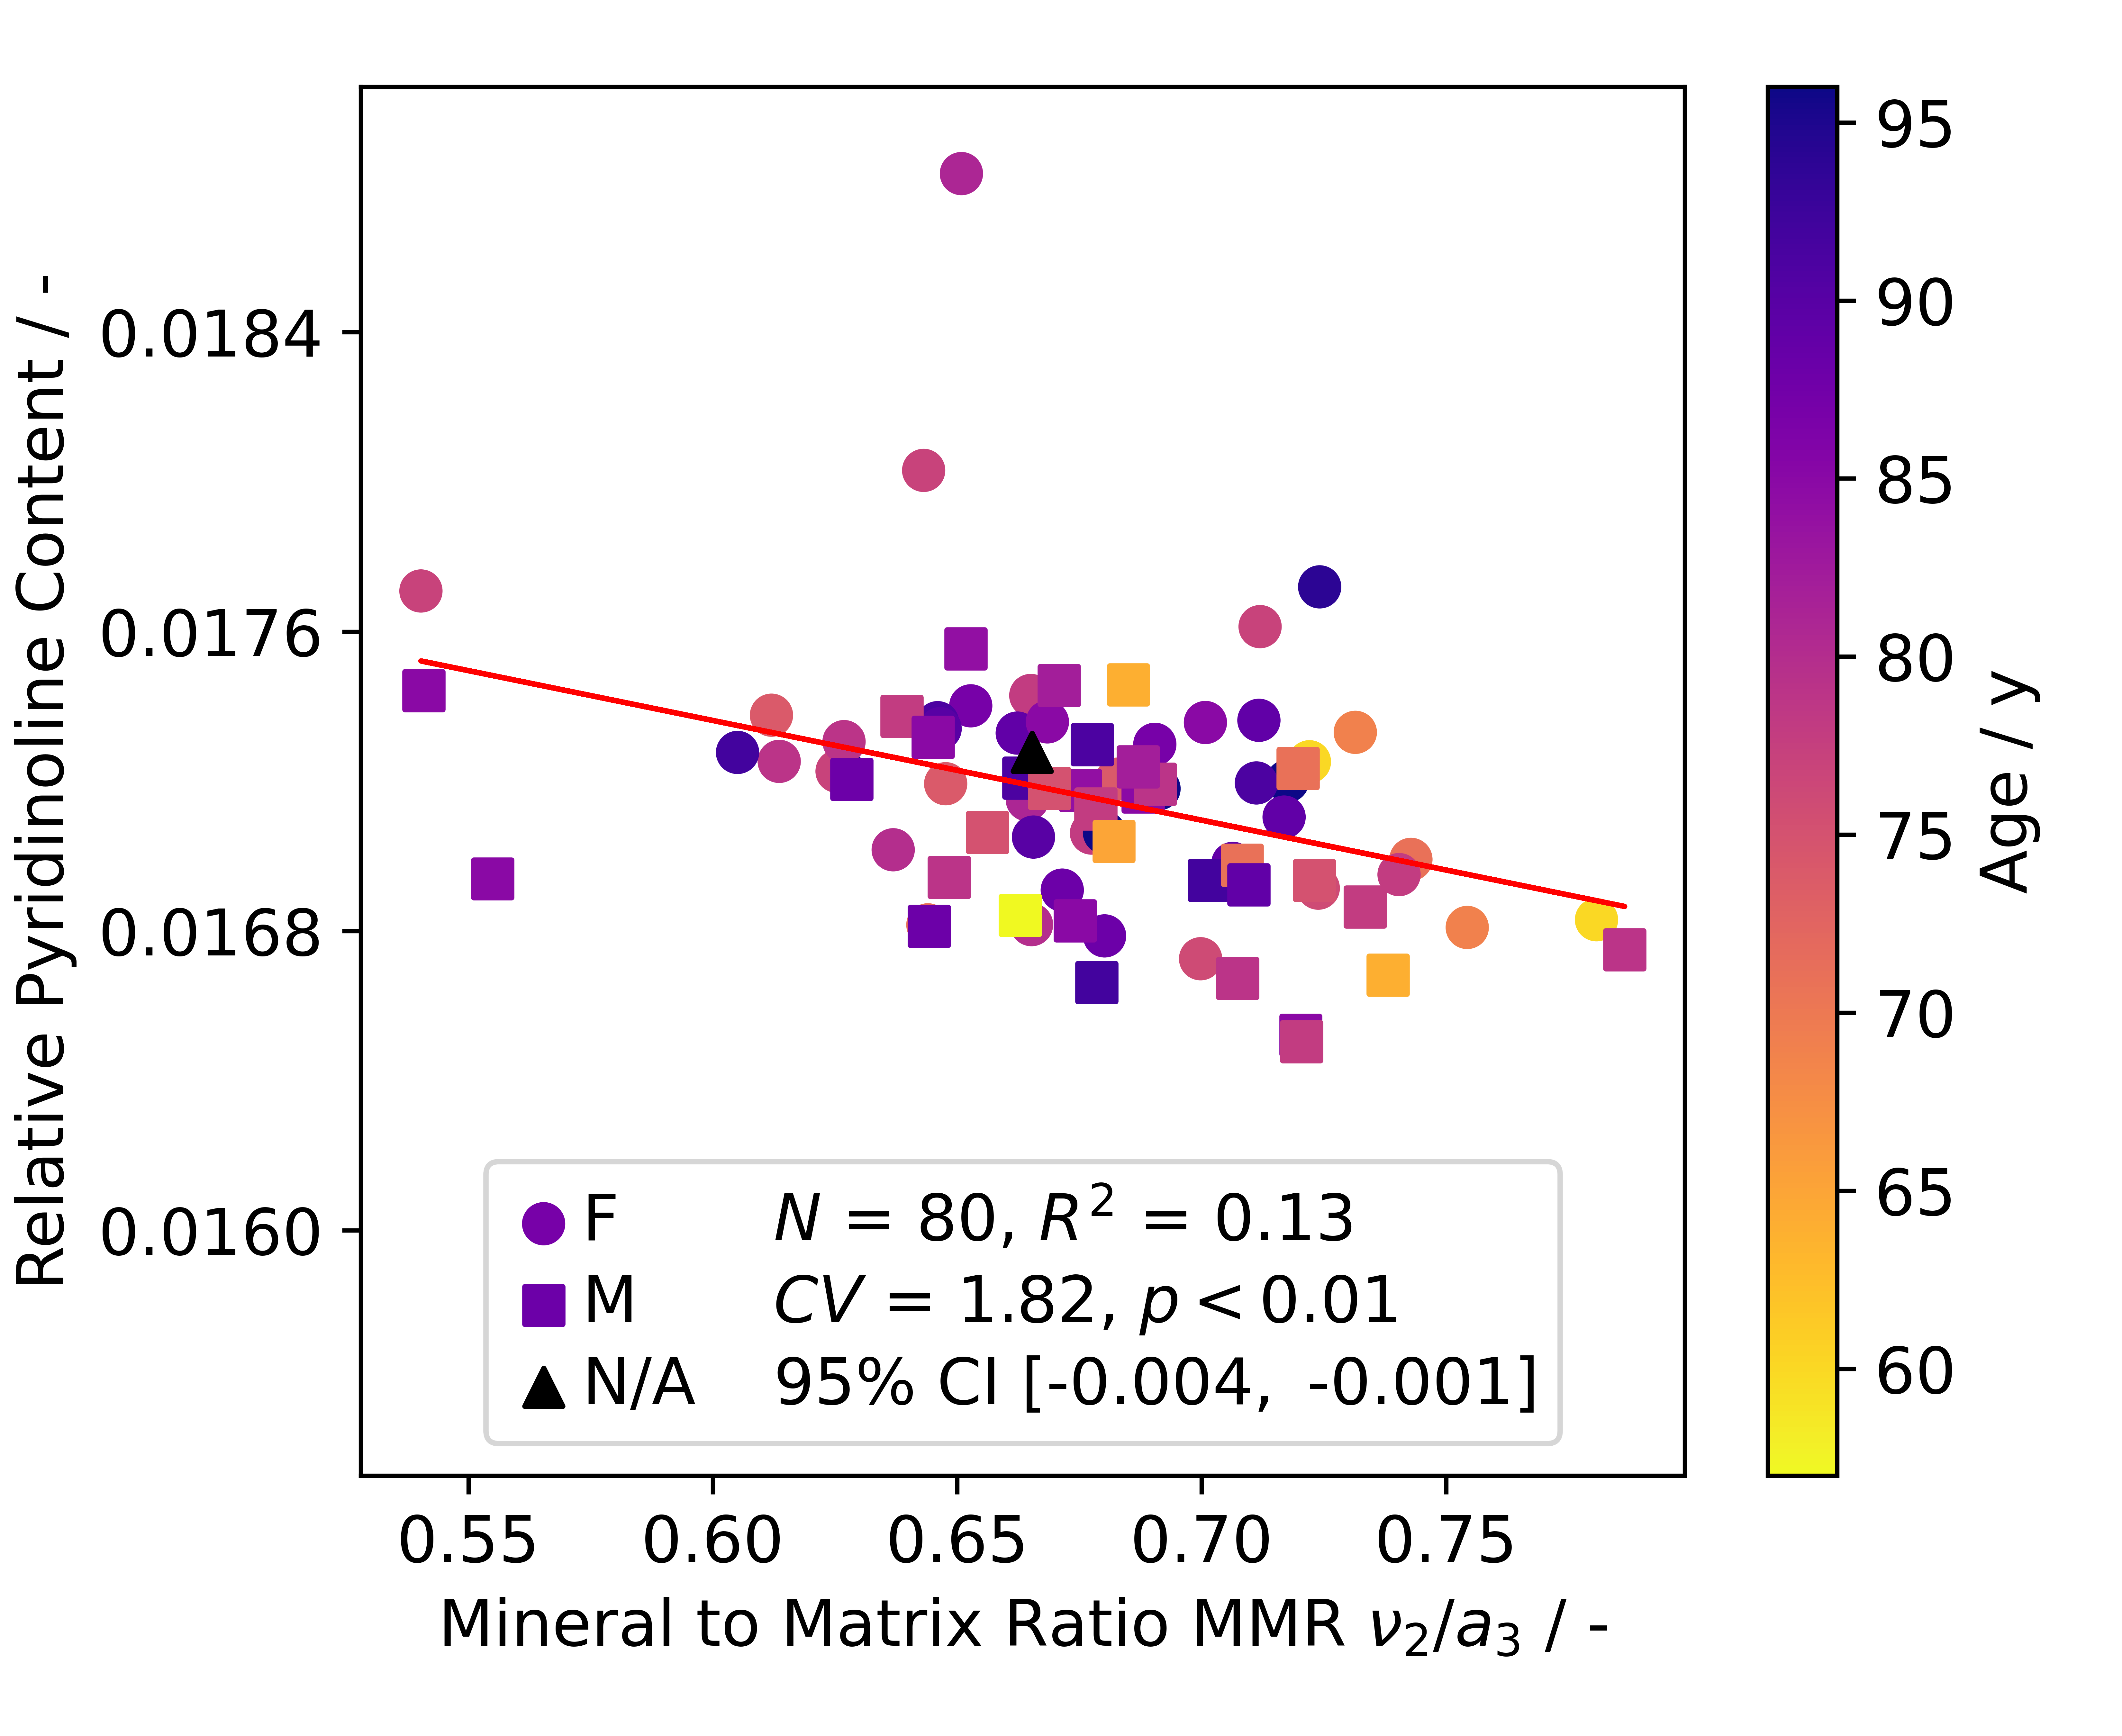 Relative Pyridinoline Content / -
0.0184
0.0176
0.0168
0.0160
F
M
N/A
N = 80, R² = 0.13
CV = 1.82, p < 0.01
95% CI [-0.004, -0.001]
0.55 0.60 0.65 0.70 0.75
Mineral to Matrix Ratio MMR ν₂/a₃ / -
95
90
85
80
75
70
65
60
Age / y